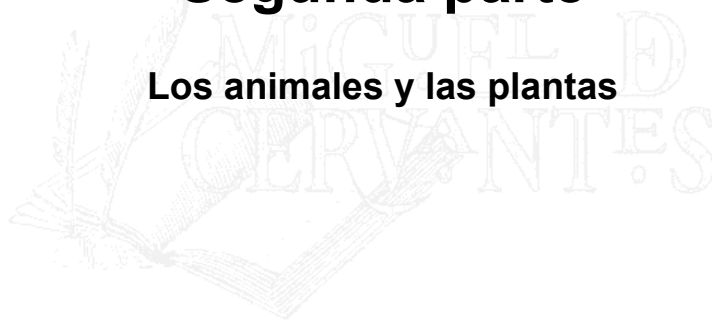 Segunda parte
Los animales y las plantas
MiGUEL D
CERVANTES